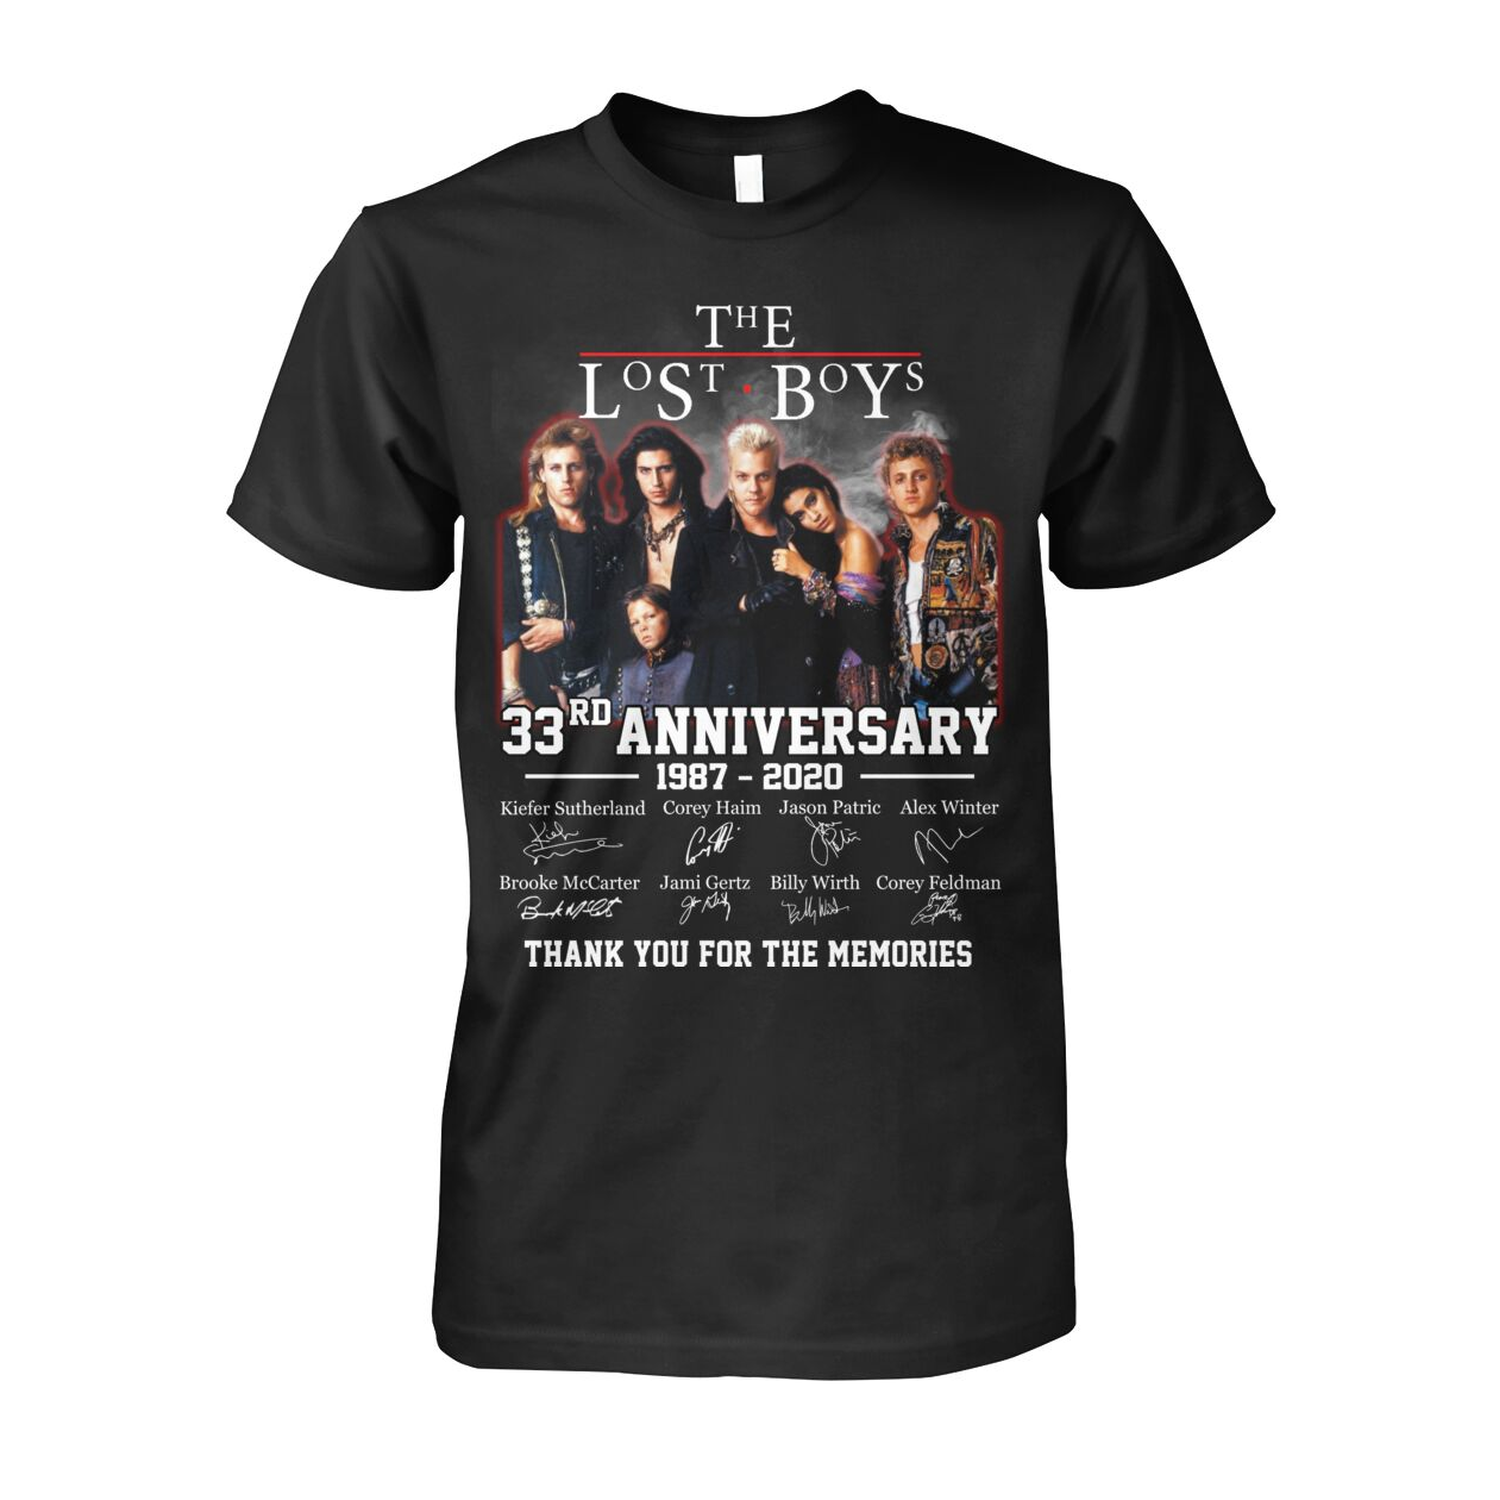 THE
LOST · BOYS
33RD ANNIVERSARY
1987 - 2020
Kiefer Sutherland Corey Haim Jason Patric Alex Winter
Brooke McCarter Jami Gertz Billy Wirth Corey Feldman
THANK YOU FOR THE MEMORIES